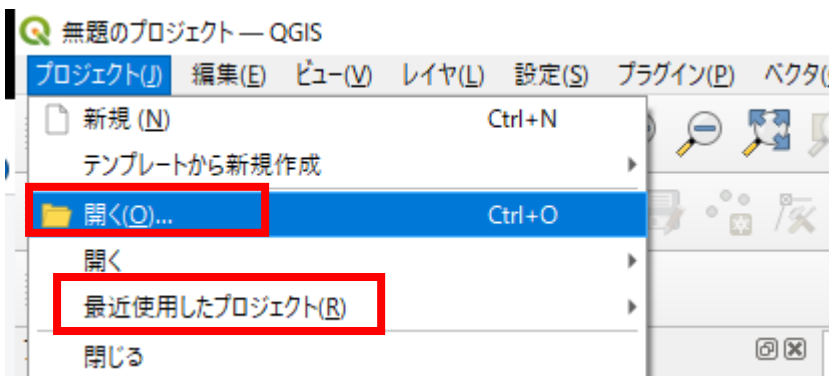 無題のプロジェクト — QGIS
プロジェクト(J) 編集(E) ビュー(V) レイヤ(L) 設定(S) プラグイン(P) ベクタ(
新規 (N) Ctrl+N
テンプレートから新規作成
開く(O)... Ctrl+O
開く
最近使用したプロジェクト(R)
閉じる